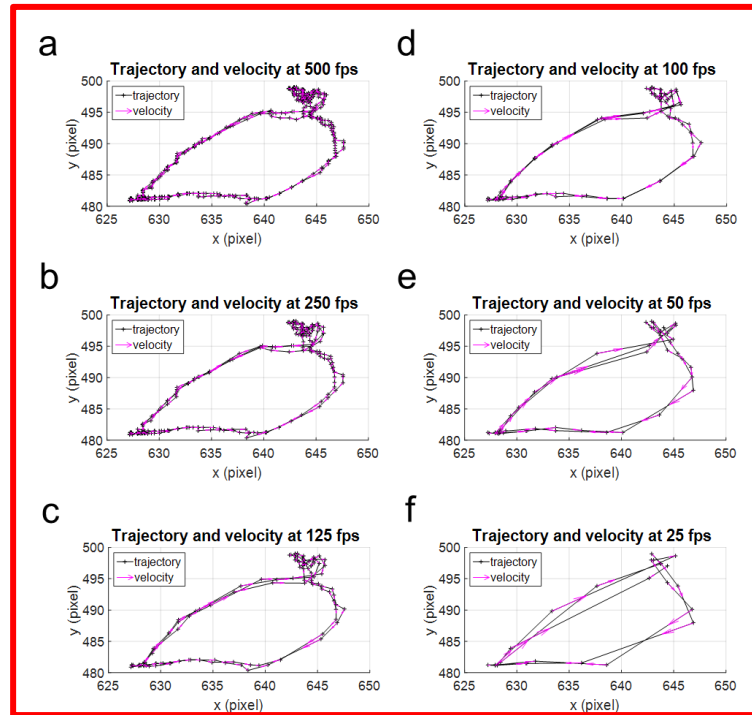 a
Trajectory and velocity at 500 fps
trajectory
velocity
500
495
490
485
480
y (pixel)
625 630 635 640 645 650
x (pixel)
b
Trajectory and velocity at 250 fps
trajectory
velocity
500
495
490
485
480
y (pixel)
625 630 635 640 645 650
x (pixel)
c
Trajectory and velocity at 125 fps
trajectory
velocity
500
495
490
485
480
y (pixel)
625 630 635 640 645 650
x (pixel)
d
Trajectory and velocity at 100 fps
trajectory
velocity
500
495
490
485
480
y (pixel)
625 630 635 640 645 650
x (pixel)
e
Trajectory and velocity at 50 fps
trajectory
velocity
500
495
490
485
480
y (pixel)
625 630 635 640 645 650
x (pixel)
f
Trajectory and velocity at 25 fps
trajectory
velocity
500
495
490
485
480
y (pixel)
625 630 635 640 645 650
x (pixel)